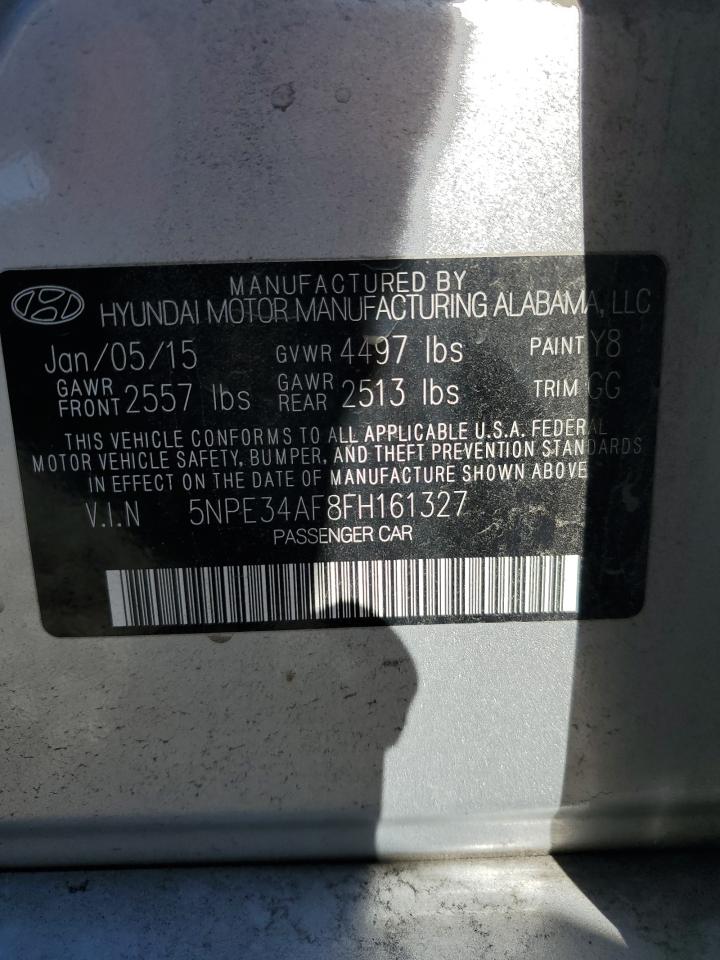 MANUFACTURED BY
HYUNDAI MOTOR MANUFACTURING ALABAMA, LLC
Jan/05/15 GVWR 4497 lbs PAINT Y8
GAWR FRONT 2557 lbs GAWR REAR 2513 lbs TRIM GG
THIS VEHICLE CONFORMS TO ALL APPLICABLE U.S.A. FEDERAL
MOTOR VEHICLE SAFETY, BUMPER, AND THEFT PREVENTION STANDARDS
IN EFFECT ON THE DATE OF MANUFACTURE SHOWN ABOVE
V.I.N 5NPE34AF8FH161327
PASSENGER CAR